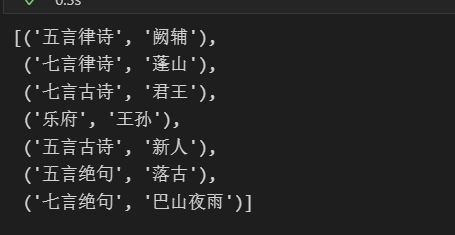 0.3s
[('五言律诗', '阙辅'),
('七言律诗', '蓬山'),
('七言古诗', '君王'),
('乐府', '王孙'),
('五言古诗', '新人'),
('五言绝句', '落古'),
('七言绝句', '巴山夜雨')]